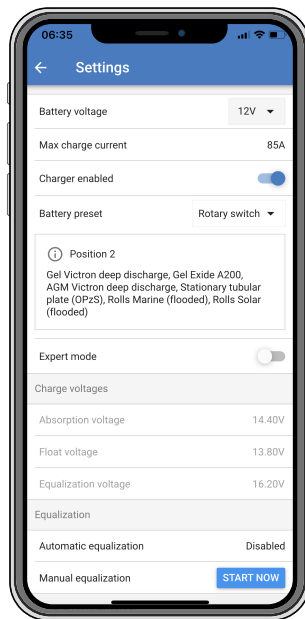 06:35
Settings
Battery voltage 12V
Max charge current 85A
Charger enabled
Battery preset Rotary switch
Position 2
Gel Victron deep discharge, Gel Exide A200,
AGM Victron deep discharge, Stationary tubular
plate (OPzS), Rolls Marine (flooded), Rolls Solar
(flooded)
Expert mode
Charge voltages
Absorption voltage 14.40V
Float voltage 13.80V
Equalization voltage 16.20V
Equalization
Automatic equalization Disabled
Manual equalization START NOW